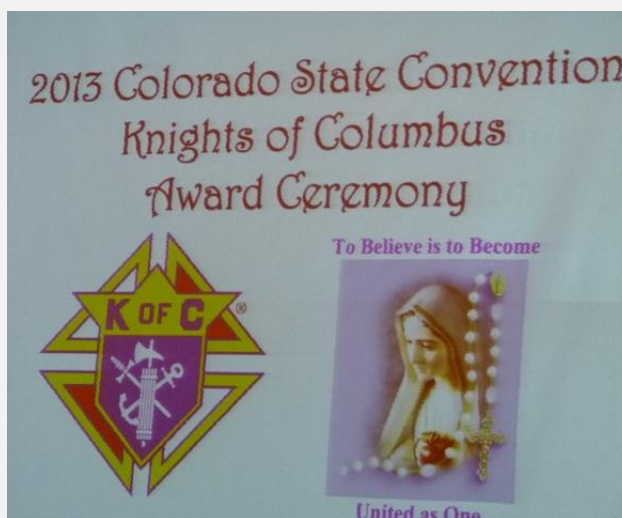 2013 Colorado State Convention
Knights of Columbus
Award Ceremony
To Believe is to Become
K OF C ®
United as One